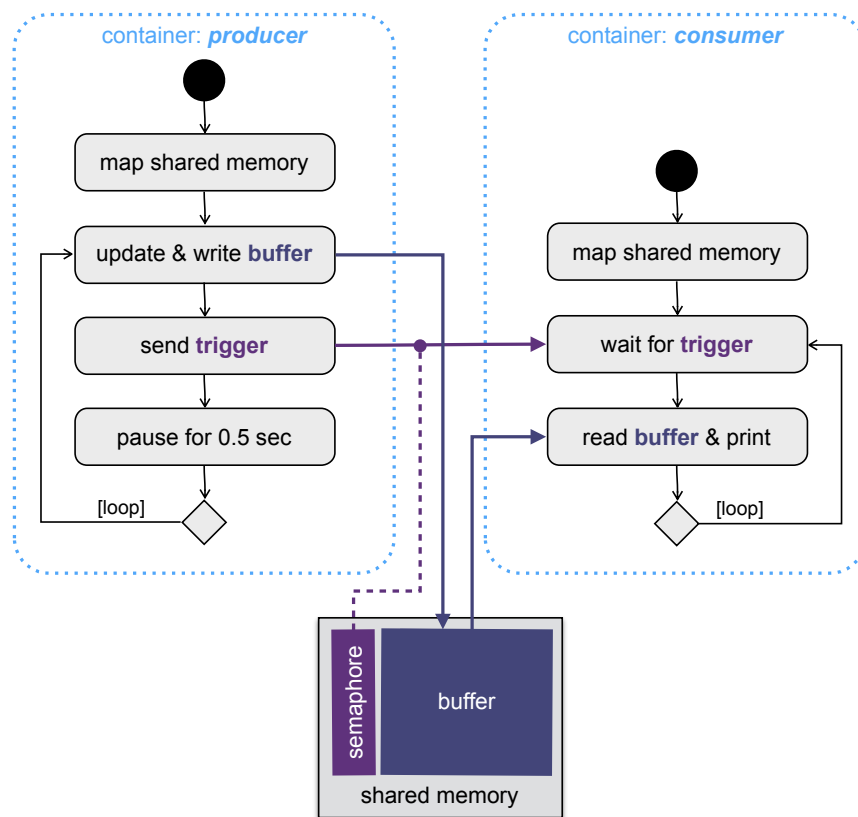 container: producer
map shared memory
update & write buffer
send trigger
pause for 0.5 sec
[loop]
container: consumer
map shared memory
wait for trigger
read buffer & print
[loop]
semaphore
buffer
shared memory